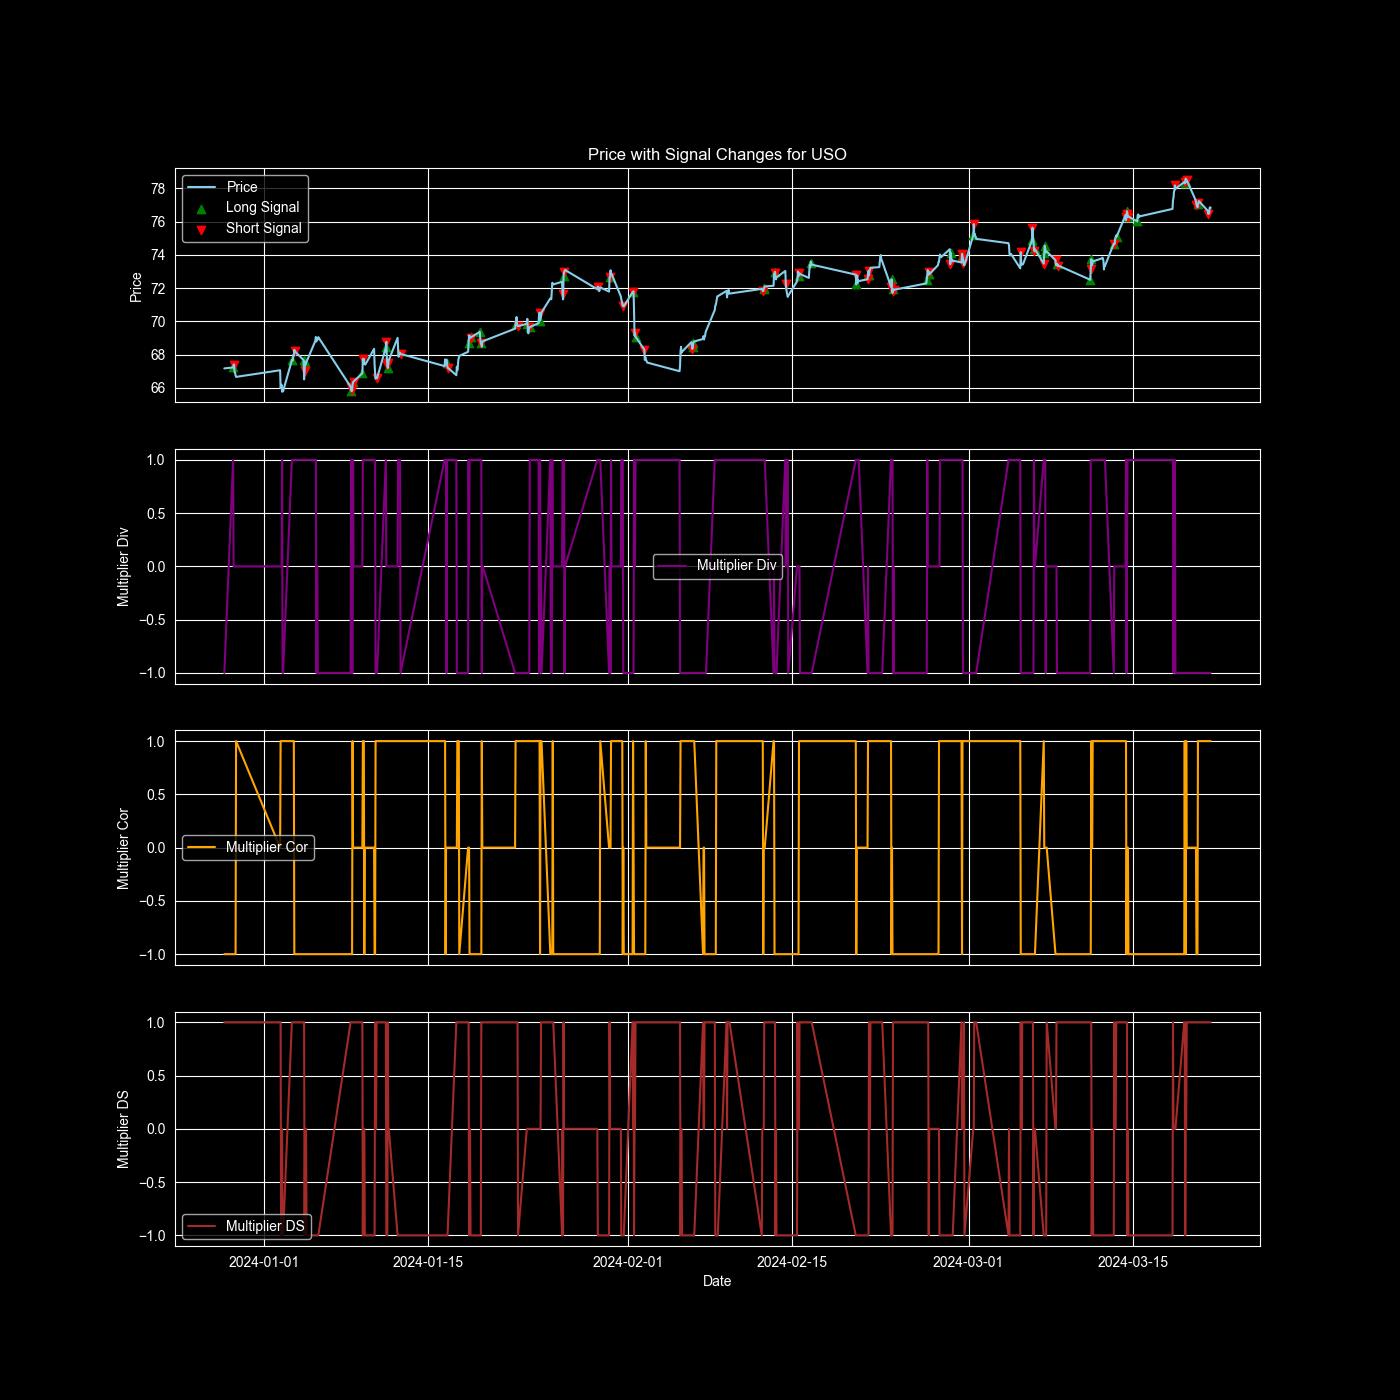 Price with Signal Changes for USO
78
76
74
72
70
68
66
Price
Price
Long Signal
Short Signal
1.0
0.5
0.0
−0.5
−1.0
Multiplier Div
Multiplier Div
1.0
0.5
0.0
−0.5
−1.0
Multiplier Cor
Multiplier Cor
1.0
0.5
0.0
−0.5
−1.0
Multiplier DS
Multiplier DS
2024-01-01 2024-01-15 2024-02-01 2024-02-15 2024-03-01 2024-03-15
Date